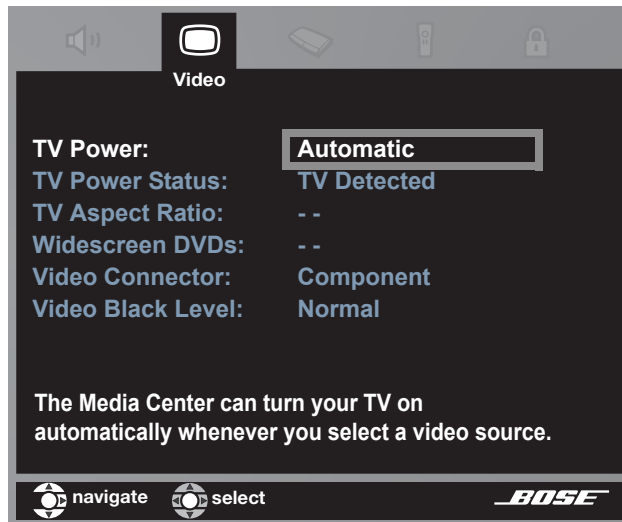 Video
TV Power: Automatic
TV Power Status: TV Detected
TV Aspect Ratio: - -
Widescreen DVDs: - -
Video Connector: Component
Video Black Level: Normal
The Media Center can turn your TV on
automatically whenever you select a video source.
navigate select BOSE